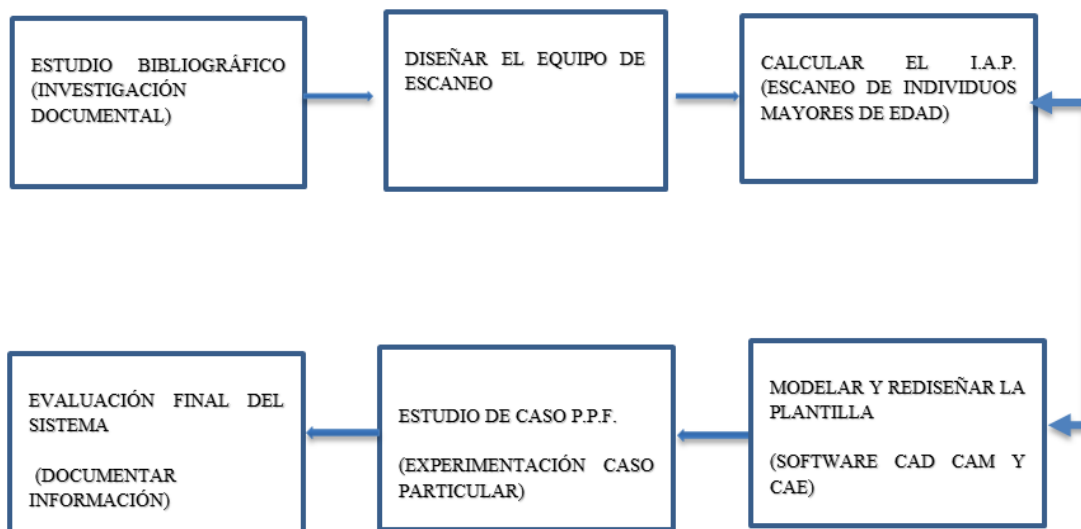 ESTUDIO BIBLIOGRÁFICO
(INVESTIGACIÓN
DOCUMENTAL)
DISEÑAR EL EQUIPO DE
ESCANEO
CALCULAR EL I.A.P.
(ESCANEO DE INDIVIDUOS
MAYORES DE EDAD)
EVALUACIÓN FINAL DEL
SISTEMA
(DOCUMENTAR
INFORMACIÓN)
ESTUDIO DE CASO P.P.F.
(EXPERIMENTACIÓN CASO
PARTICULAR)
MODELAR Y REDISEÑAR LA
PLANTILLA
(SOFTWARE CAD CAM Y
CAE)